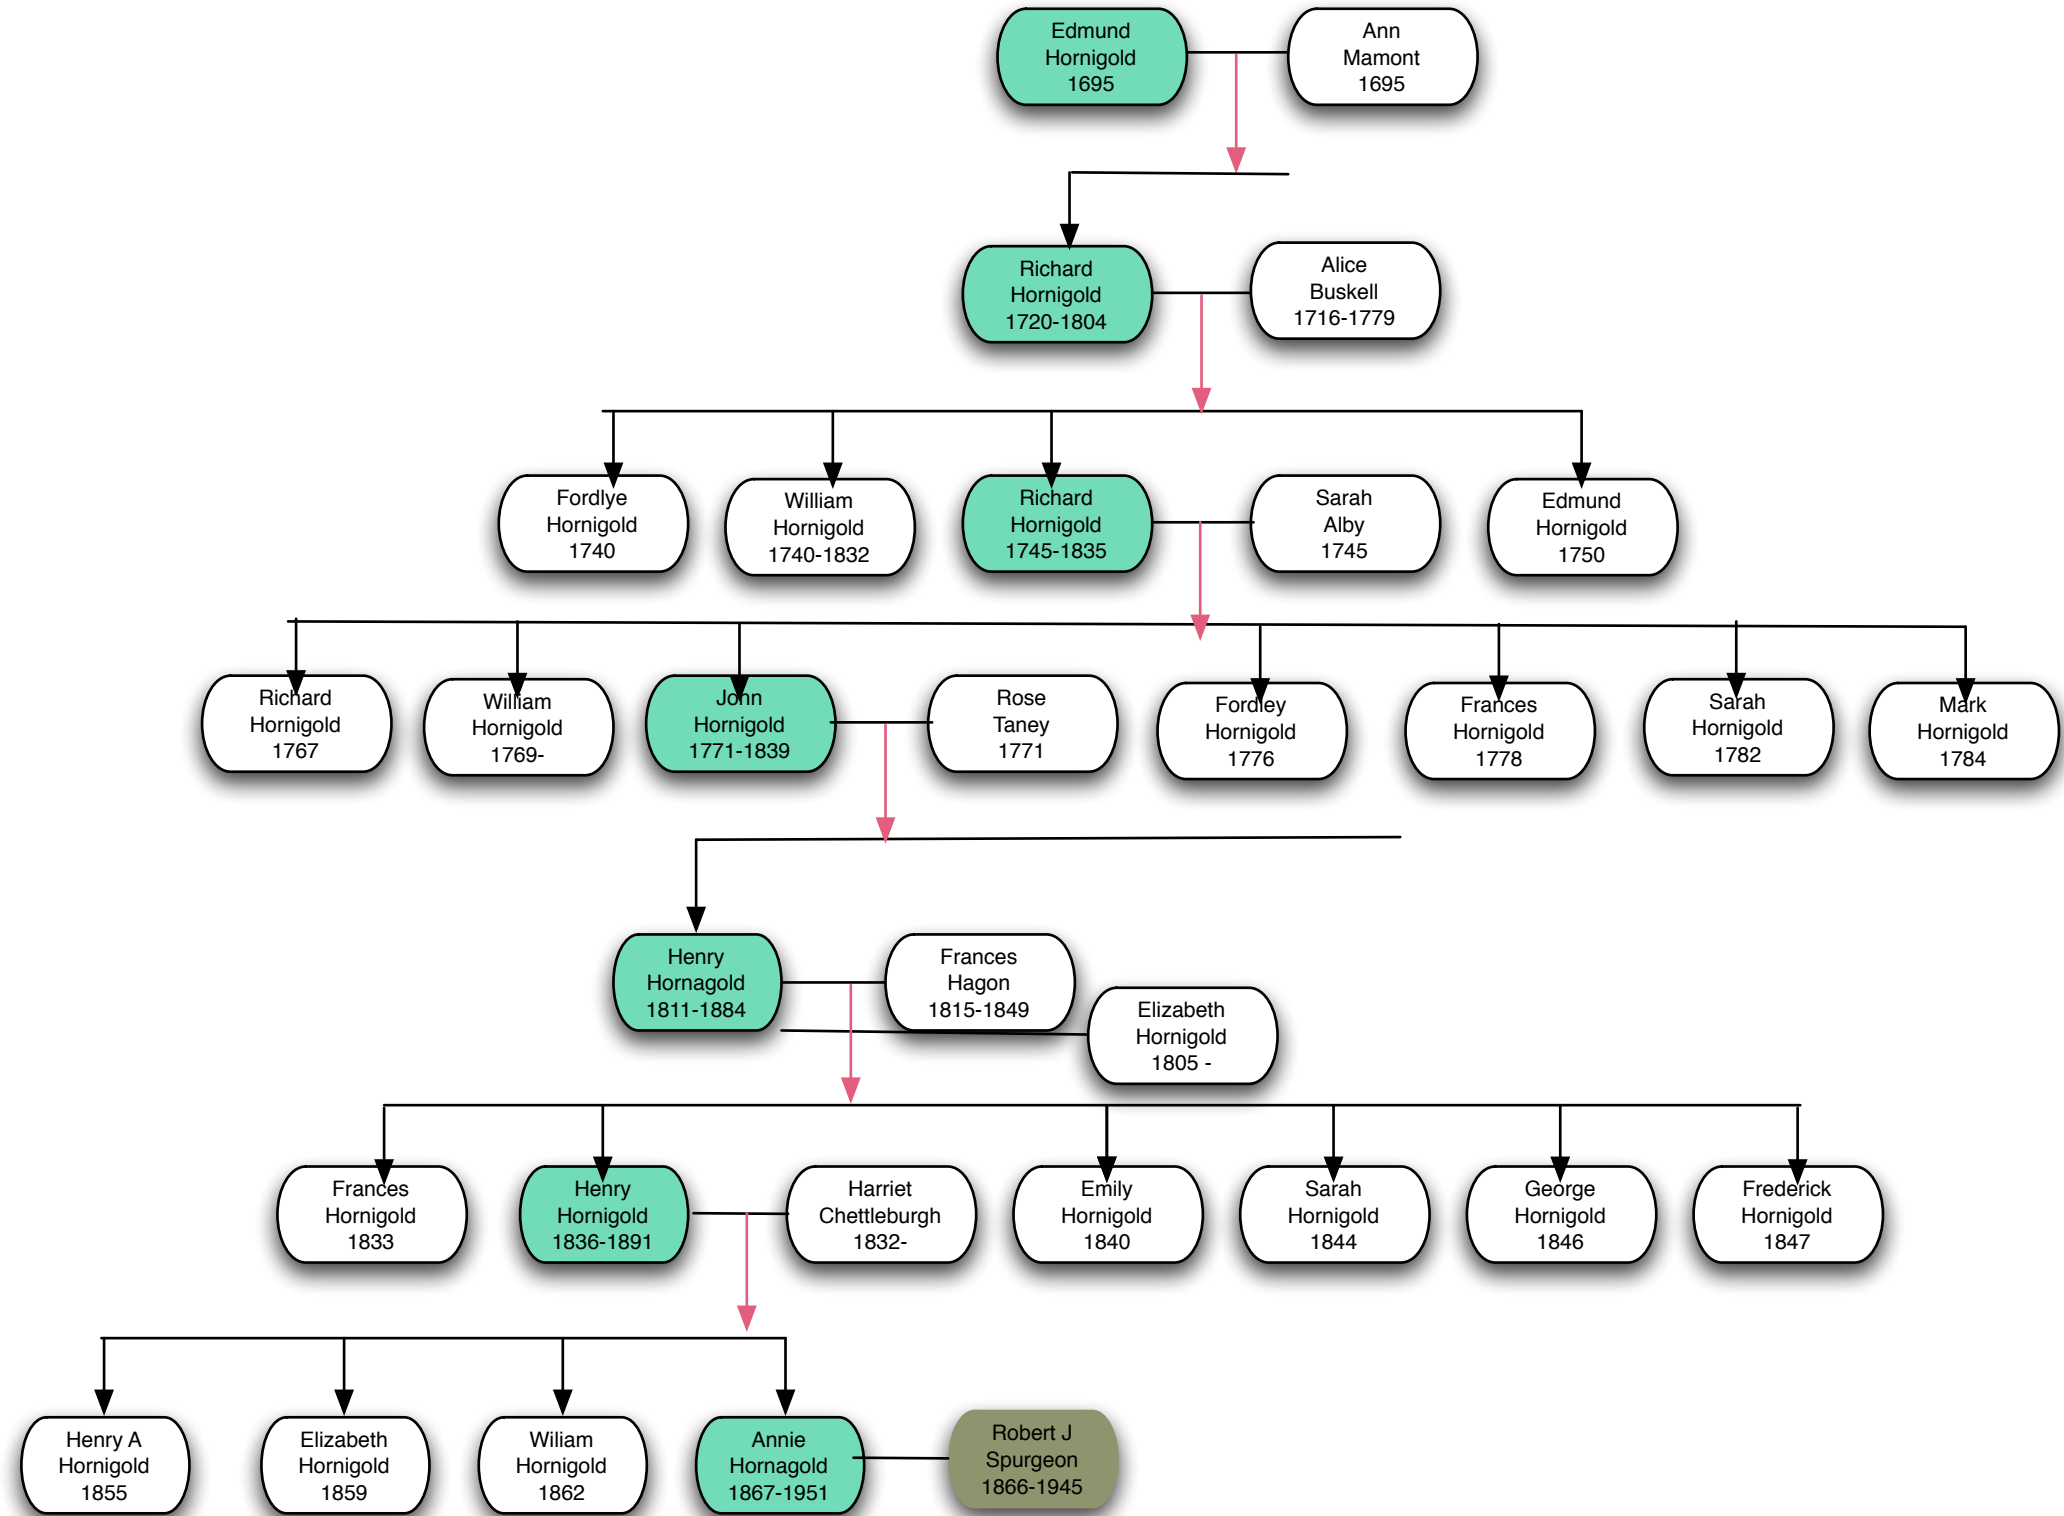 Edmund
Hornigold
1695
Ann
Mamont
1695
Richard
Hornigold
1720-1804
Alice
Buskell
1716-1779
Fordlye
Hornigold
1740
William
Hornigold
1740-1832
Richard
Hornigold
1745-1835
Sarah
Alby
1745
Edmund
Hornigold
1750
Richard
Hornigold
1767
William
Hornigold
1769-
John
Hornigold
1771-1839
Rose
Taney
1771
Fordley
Hornigold
1776
Frances
Hornigold
1778
Sarah
Hornigold
1782
Mark
Hornigold
1784
Henry
Hornagold
1811-1884
Frances
Hagon
1815-1849
Elizabeth
Hornigold
1805 -
Frances
Hornigold
1833
Henry
Hornigold
1836-1891
Harriet
Chettleburgh
1832-
Emily
Hornigold
1840
Sarah
Hornigold
1844
George
Hornigold
1846
Frederick
Hornigold
1847
Henry A
Hornigold
1855
Elizabeth
Hornigold
1859
Wiliam
Hornigold
1862
Annie
Hornagold
1867-1951
Robert J
Spurgeon
1866-1945